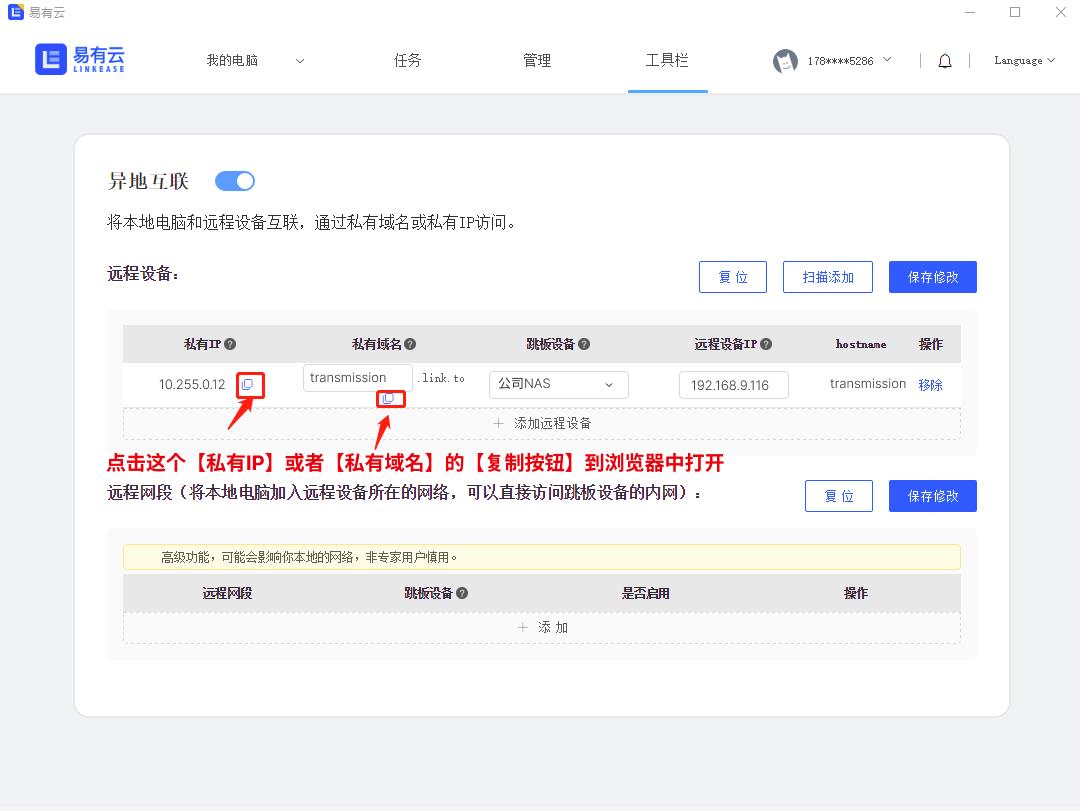 易有云
易有云
LINKEASE
我的电脑
任务
管理
工具栏
178****5286
Language
异地互联
将本地电脑和远程设备互联，通过私有域名或私有IP访问。
远程设备：
复 位
扫描添加
保存修改
私有IP
私有域名
跳板设备
远程设备IP
hostname
操作
10.255.0.12
transmission
.link.to
公司NAS
192.168.9.116
transmission
移除
添加远程设备
点击这个【私有IP】或者【私有域名】的【复制按钮】到浏览器中打开
远程网段（将本地电脑加入远程设备所在的网络，可以直接访问跳板设备的内网）：
复 位
保存修改
高级功能，可能会影响你本地的网络，非专家用户慎用。
远程网段
跳板设备
是否启用
操作
添 加